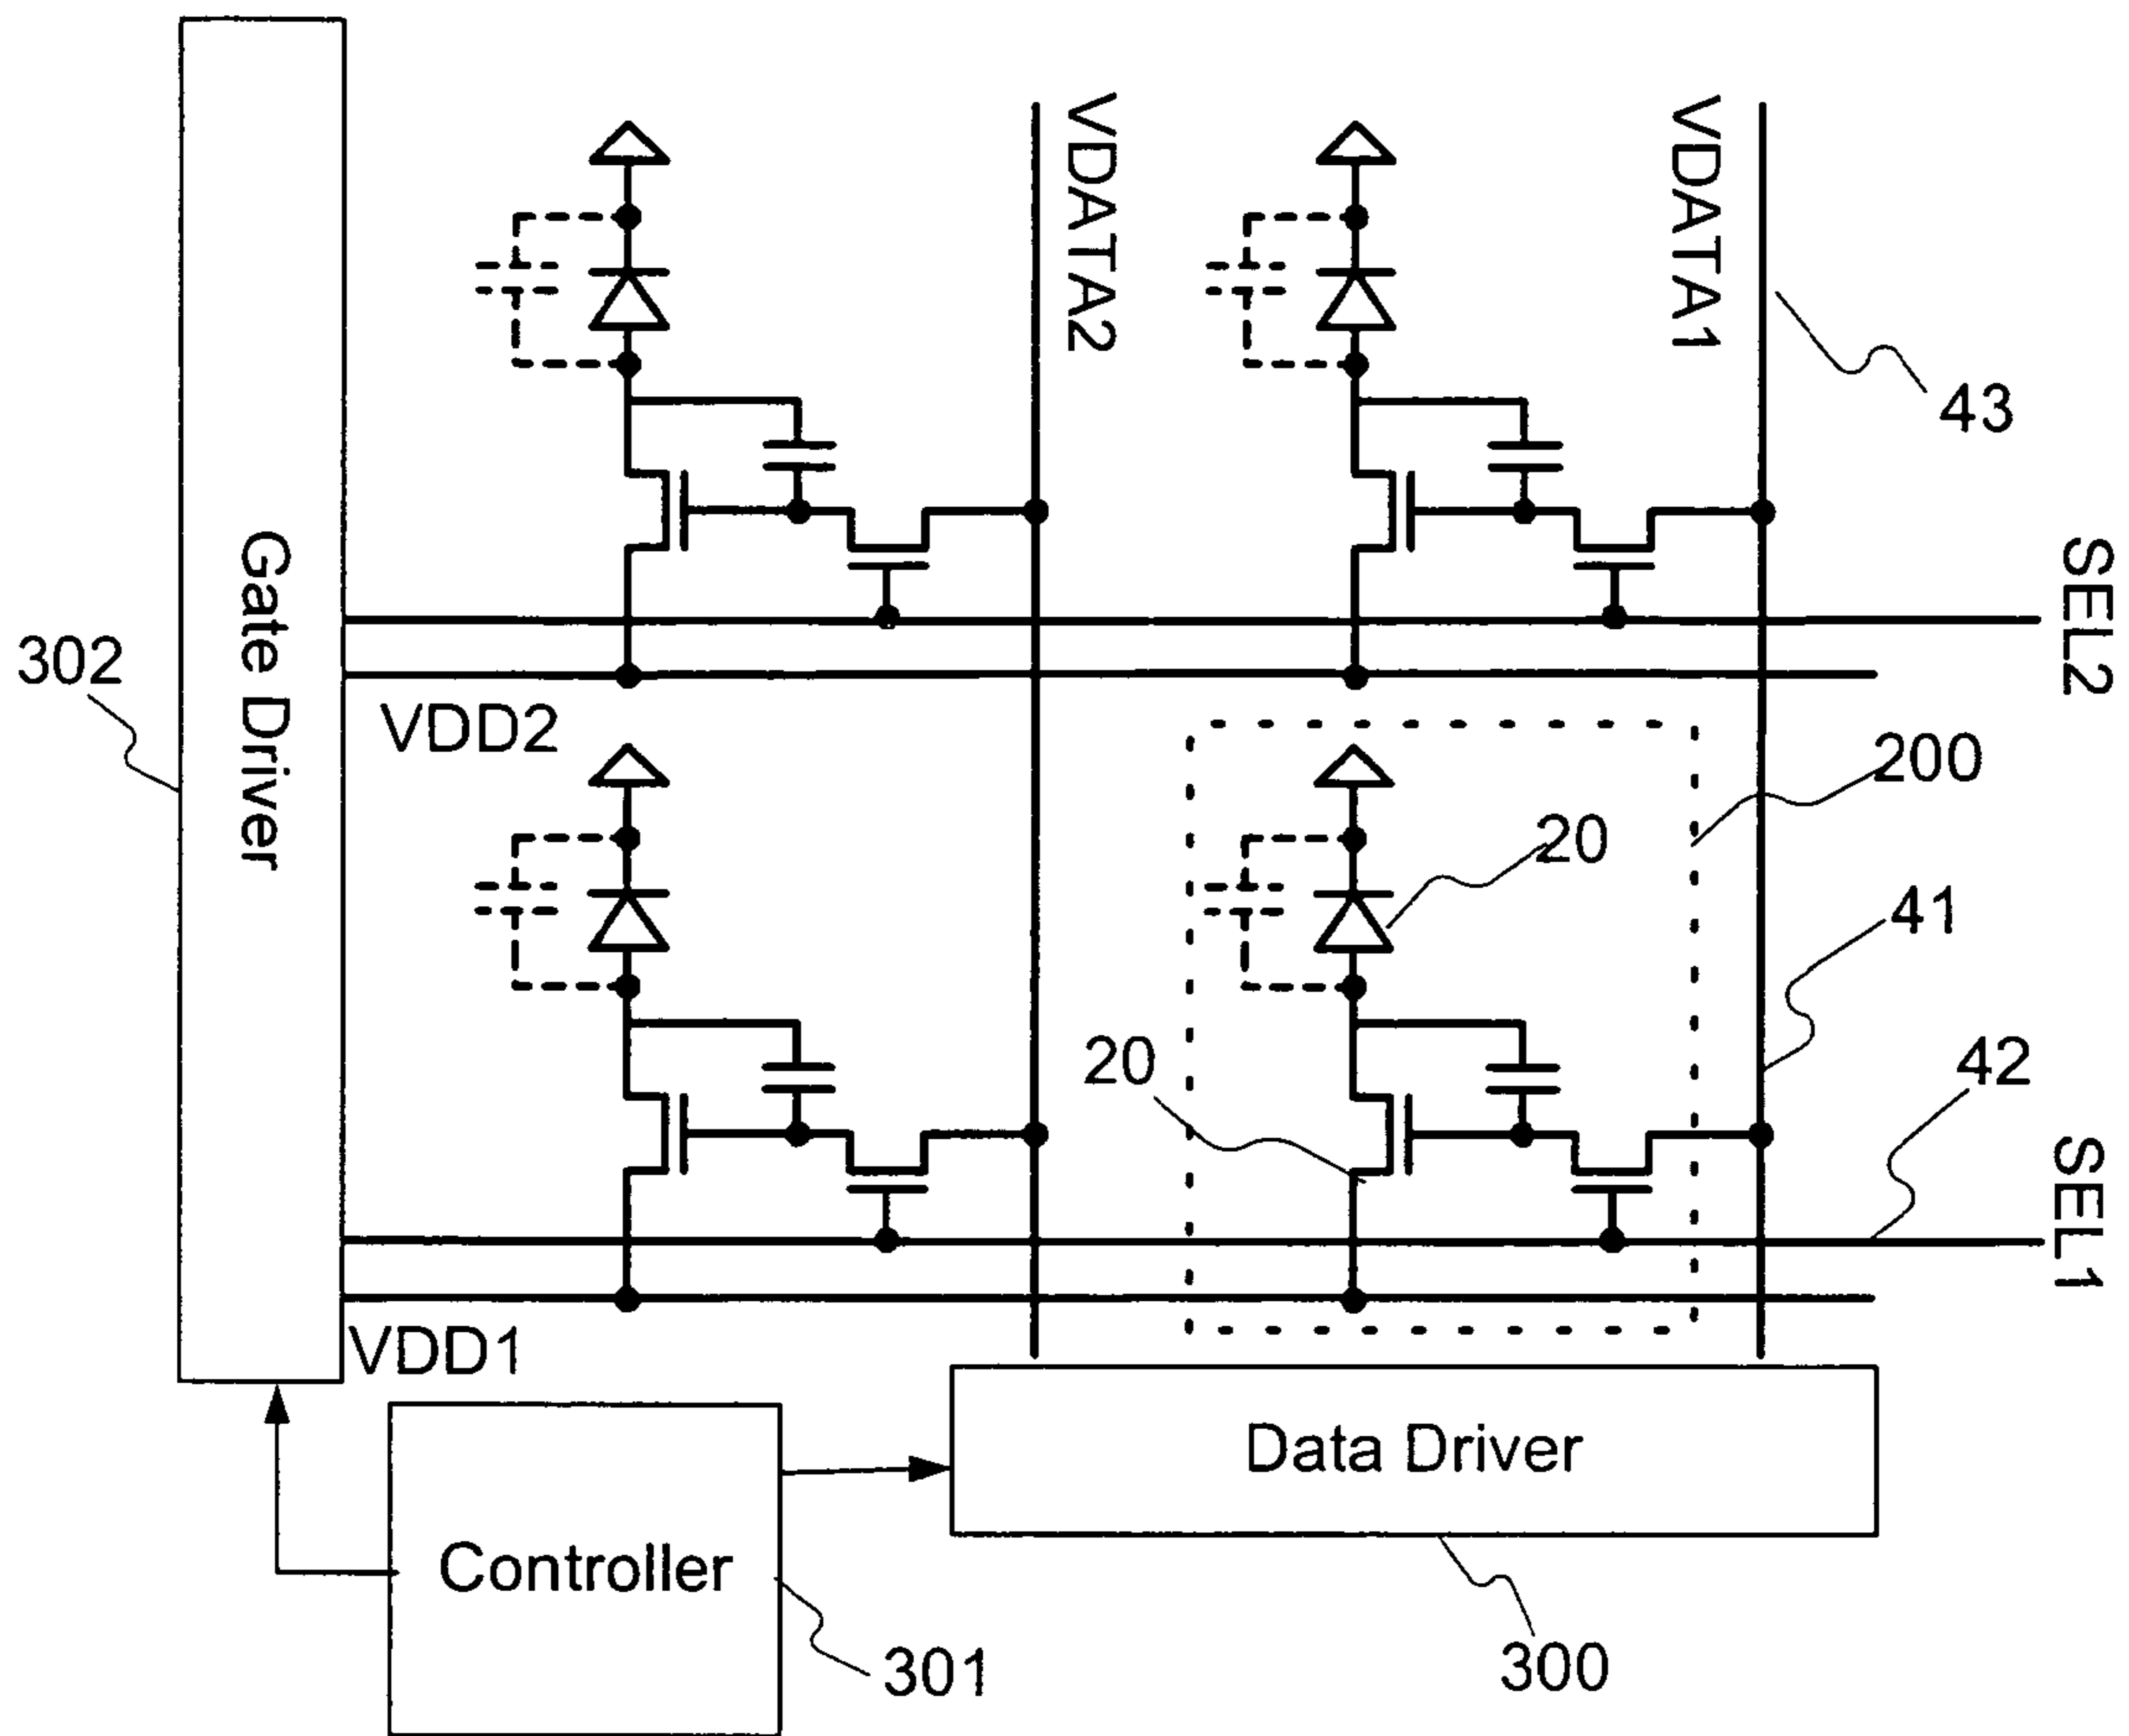 VDATA2
VDATA1
43
Gate Driver
SEL2
302
VDD2
200
20
41
20
42
SEL1
VDD1
Data Driver
Controller
301
300